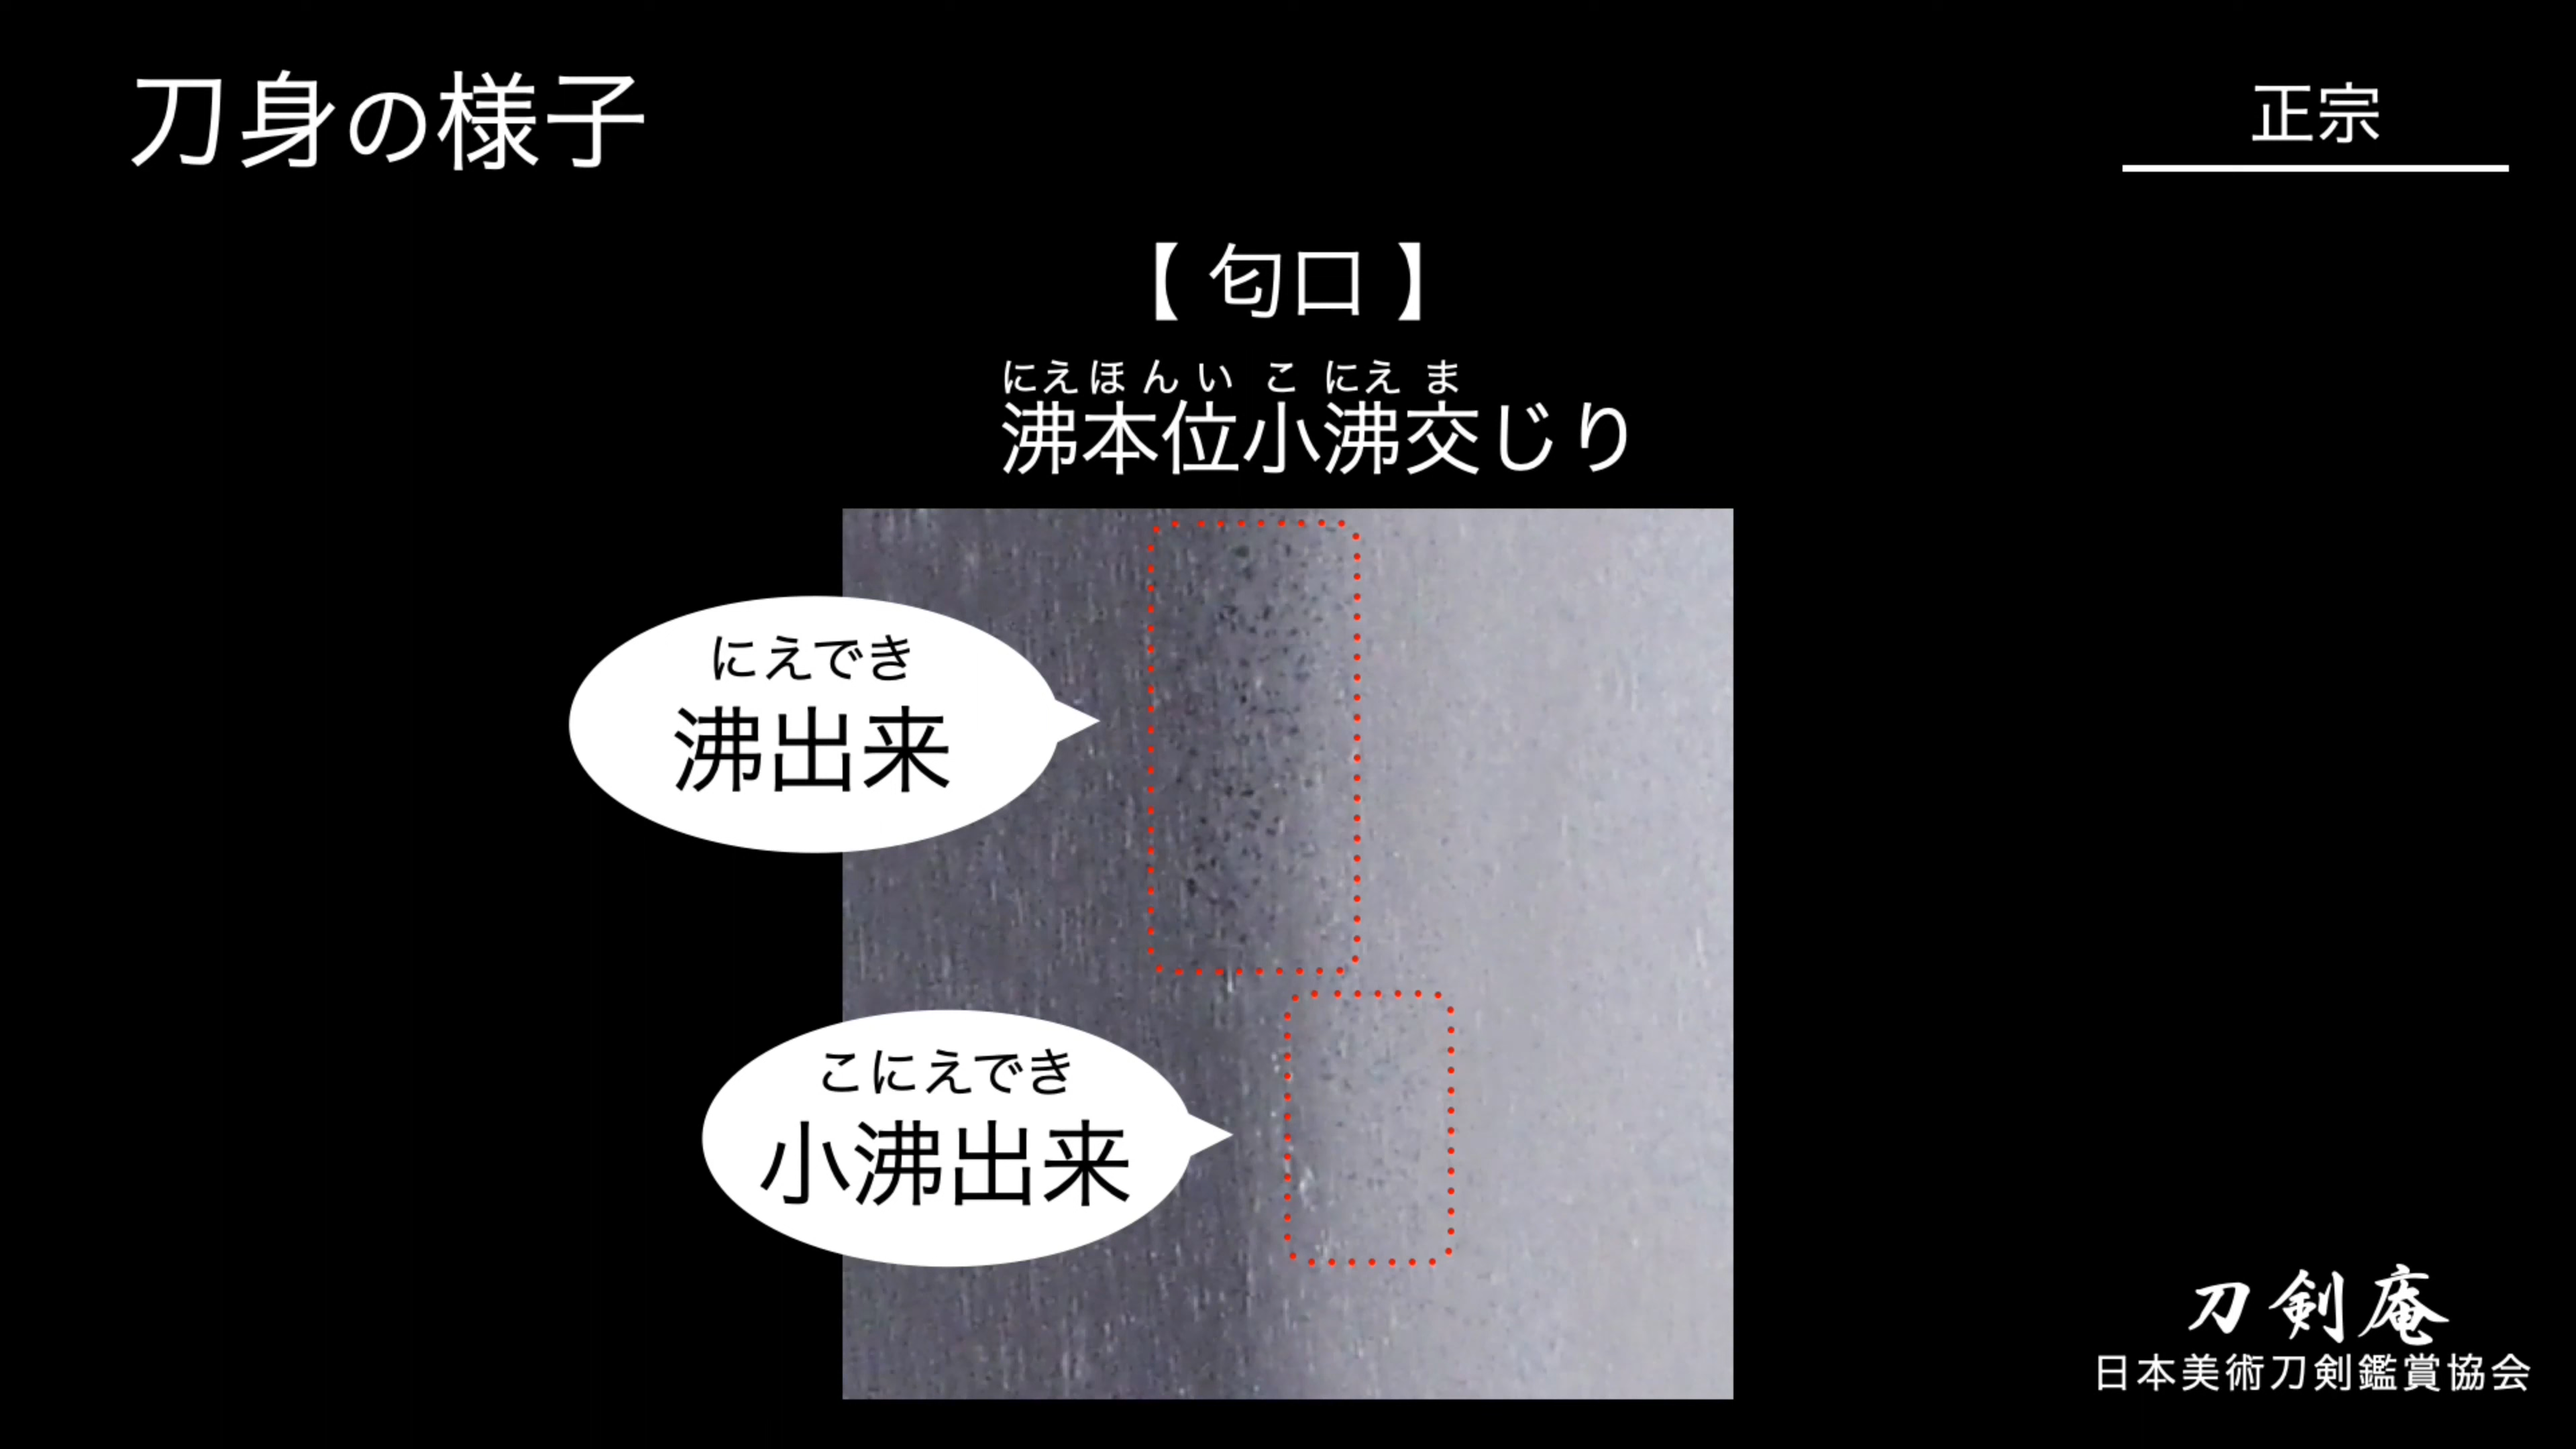 刀身の様子
正宗
【 匂口 】
にえほんい こ にえ ま
沸本位小沸交じり
にえでき
沸出来
こにえでき
小沸出来
刀剣庵
日本美術刀剣鑑賞協会